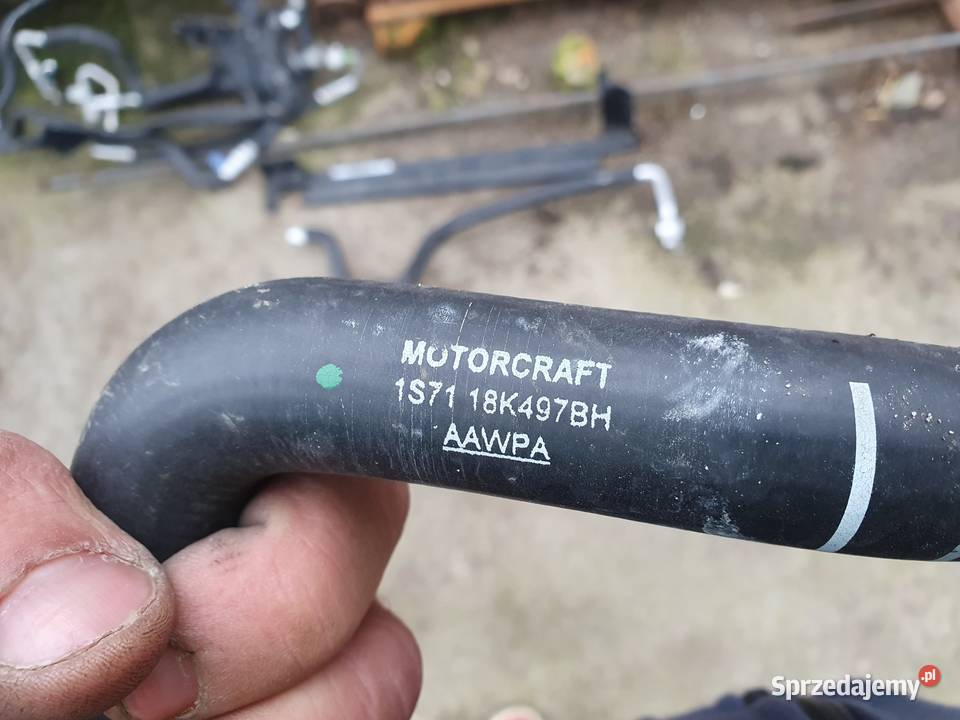 MOTORCRAFT
1S71 18K497BH
AAWPA
Sprzedajemy.pl